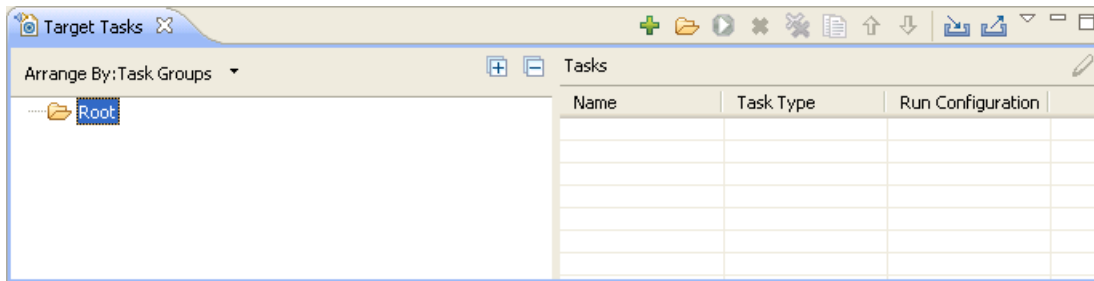 Target Tasks
Arrange By:Task Groups
Tasks
Root
Name Task Type Run Configuration